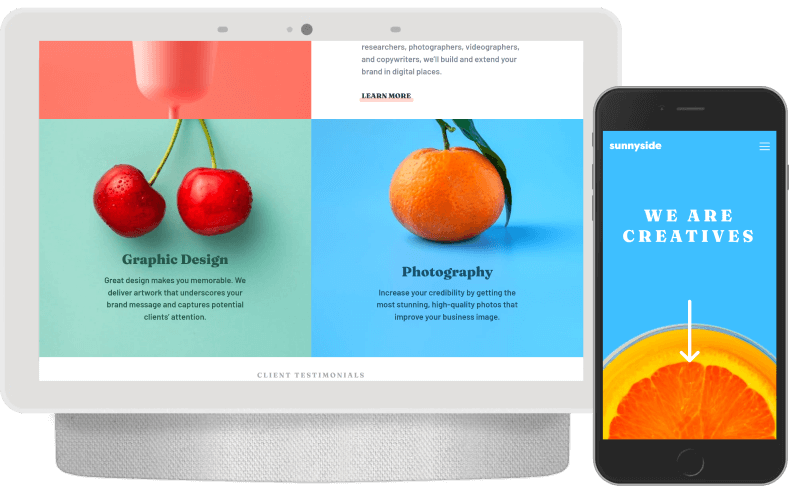 researchers, photographers, videographers,
and copywriters, we'll build and extend your
brand in digital places.
LEARN MORE
Graphic Design
Great design makes you memorable. We
deliver artwork that underscores your
brand message and captures potential
clients' attention.
Photography
Increase your credibility by getting the
most stunning, high-quality photos that
improve your business image.
CLIENT TESTIMONIALS
sunnyside
WE ARE
CREATIVES